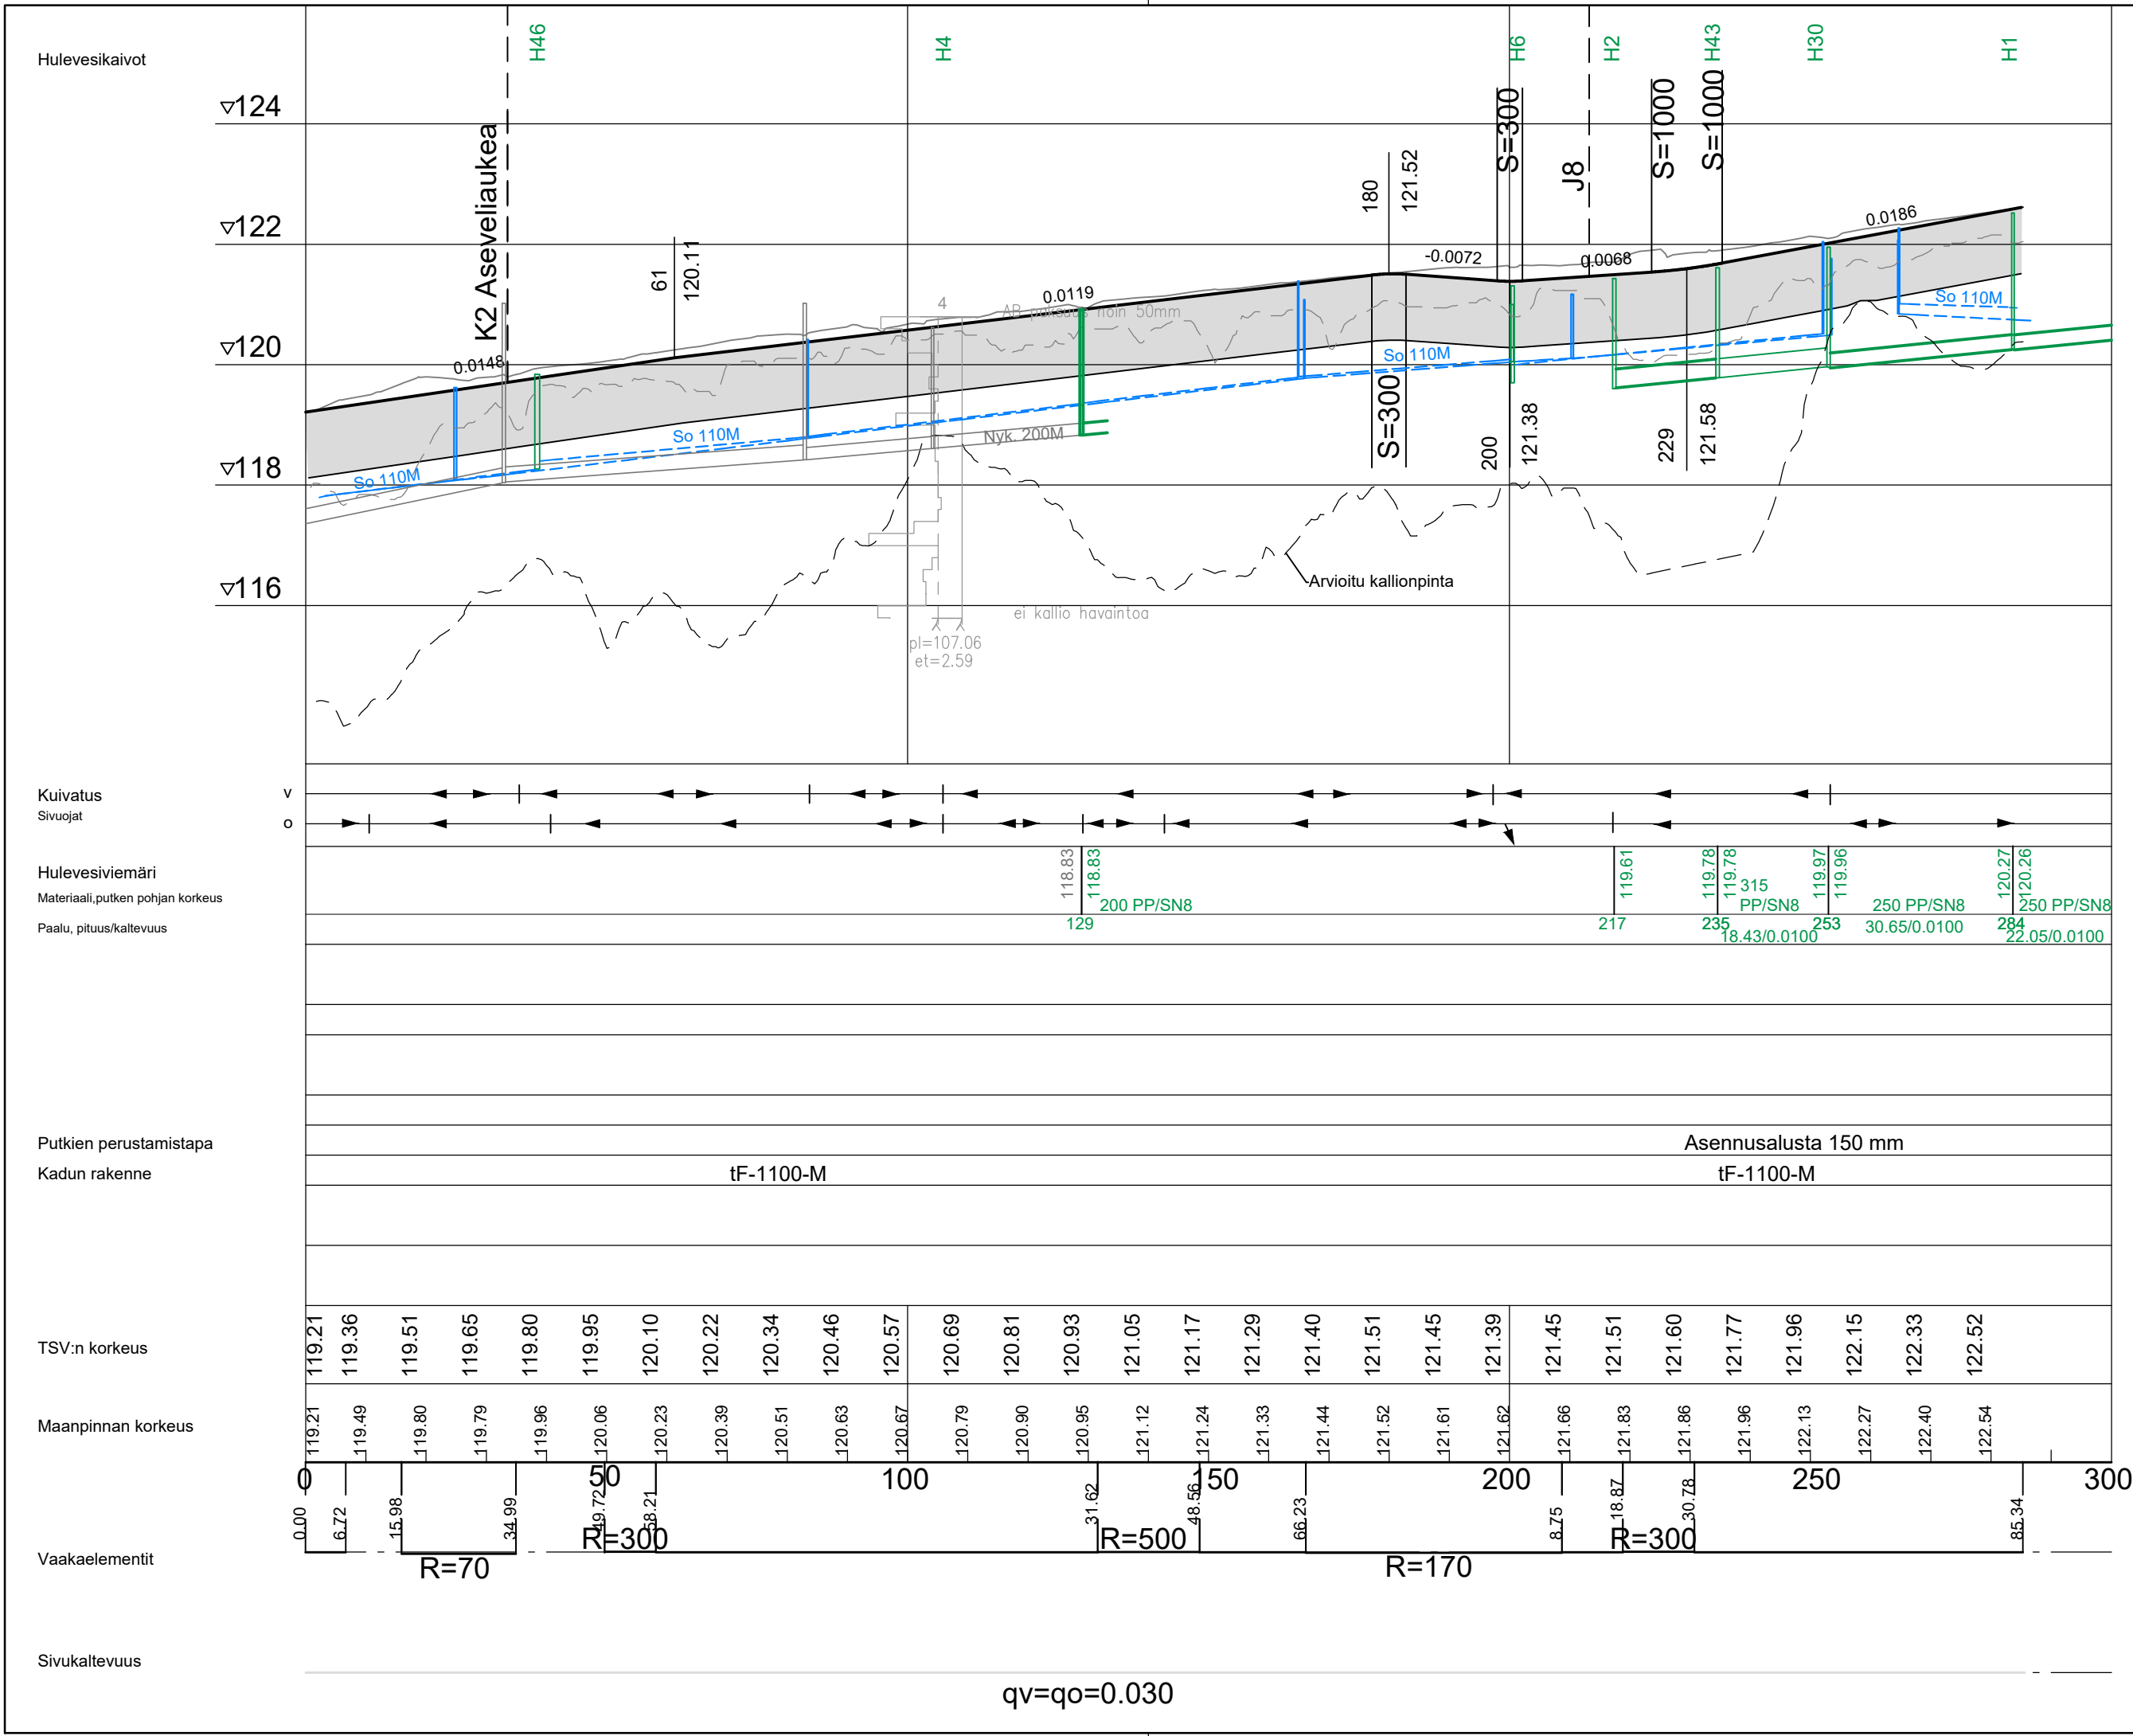 Hulevesikaivot
H46
H4
H6
H2
H43
H30
H1
124
122
120
118
116
K2 Aseveliaukea
J8
S=300
S=1000
S=1000
S=300
61
120.11
180
121.52
200
121.38
229
121.58
0.0148
0.0119
-0.0072
0.0068
0.0186
4
AB paksuus noin 50mm
So 110M
So 110M
So 110M
So 110M
Nyk. 200M
Arvioitu kallionpinta
ei kallio havaintoa
pl=107.06
et=2.59
Kuivatus
Sivuojat
v
o
Hulevesiviemäri
Materiaali,putken pohjan korkeus
118.83
118.83
200 PP/SN8
119.61
119.78
119.78
315
PP/SN8
119.97
119.96
250 PP/SN8
120.27
120.26
250 PP/SN8
Paalu, pituus/kaltevuus
129
217
235
18.43/0.0100
253
30.65/0.0100
284
22.05/0.0100
Putkien perustamistapa
Asennusalusta 150 mm
Kadun rakenne
tF-1100-M
tF-1100-M
TSV:n korkeus
119.21 119.36 119.51 119.65 119.80 119.95 120.10 120.22 120.34 120.46 120.57 120.69 120.81 120.93 121.05 121.17 121.29 121.40 121.51 121.45 121.39 121.45 121.51 121.60 121.77 121.96 122.15 122.33 122.52
Maanpinnan korkeus
119.21 119.49 119.80 119.79 119.96 120.06 120.23 120.39 120.51 120.63 120.67 120.79 120.90 120.95 121.12 121.24 121.33 121.44 121.52 121.61 121.62 121.66 121.83 121.86 121.96 122.13 122.27 122.40 122.54
0 50 100 150 200 250 300
0.00 6.72 15.98 34.99 49.72 58.21 31.62 48.56 66.23 8.75 18.87 30.78 85.34
Vaakaelementit
R=70
R=300
R=500
R=170
R=300
Sivukaltevuus
qv=qo=0.030